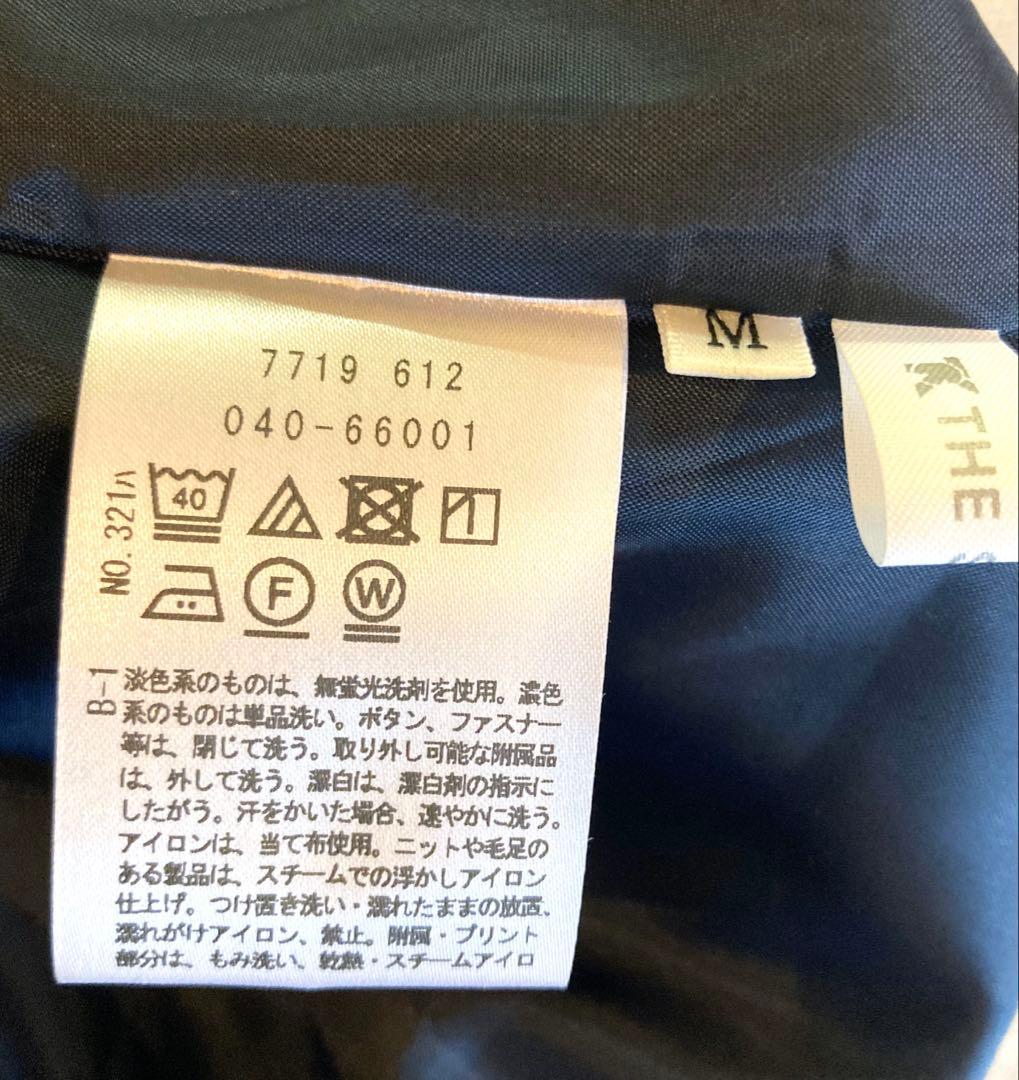 7719 612
040-66001
NO.321ハ
40
F
W
B-1
淡色系のものは、無蛍光洗剤を使用。濃色
系のものは単品洗い。ボタン、ファスナー
等は、閉じて洗う。取り外し可能な附属品
は、外して洗う。漂白は、漂白剤の指示に
したがう。汗をかいた場合、速やかに洗う。
アイロンは、当て布使用。ニットや毛足の
ある製品は、スチームでの浮かしアイロン
仕上げ。つけ置き洗い・濡れたままの放置、
濡れがけアイロン、禁止。附属・プリント
部分は、もみ洗い、乾熱・スチームアイロ
M
THE